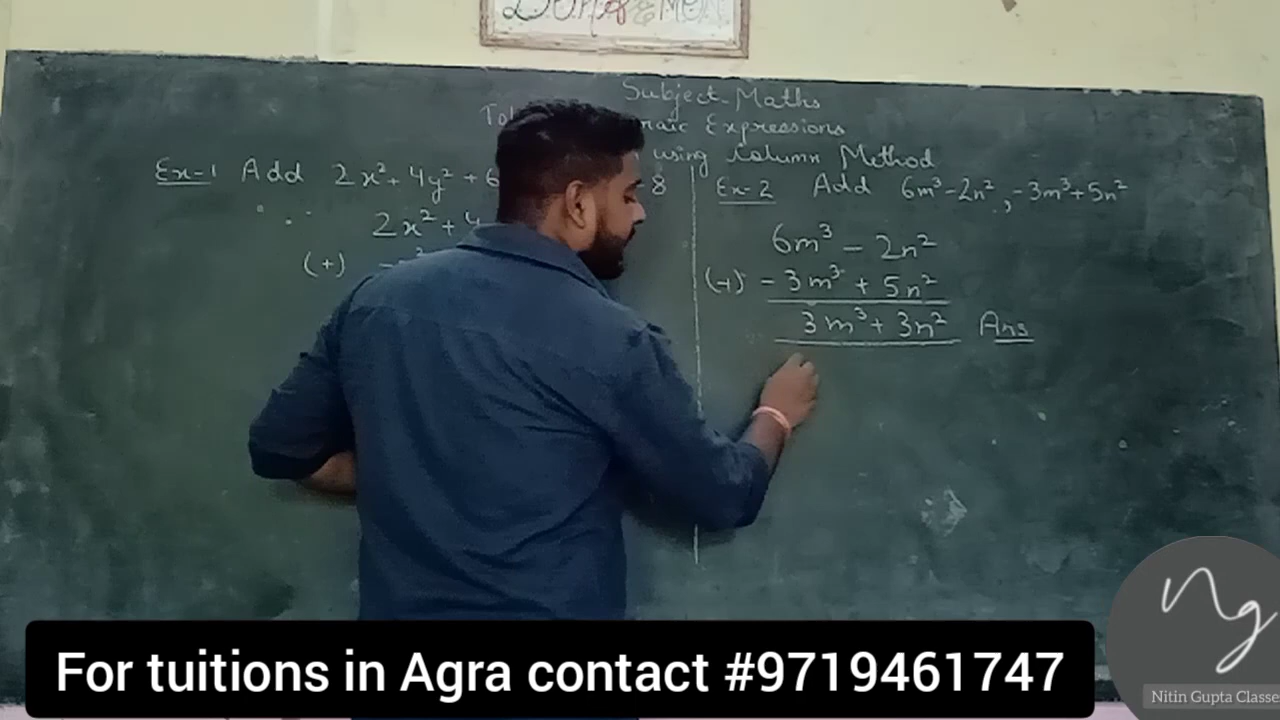 Subject-Maths
raic Expressions
using Column Method
Ex-1 Add 2x²+4y²+6
8
2x²+4
(+)
Ex-2 Add 6m³-2n², -3m³+5n²
6m³-2n²
(+) -3m³+5n²
3m³+3n² Ans
For tuitions in Agra contact #9719461747
ng
Nitin Gupta Classe